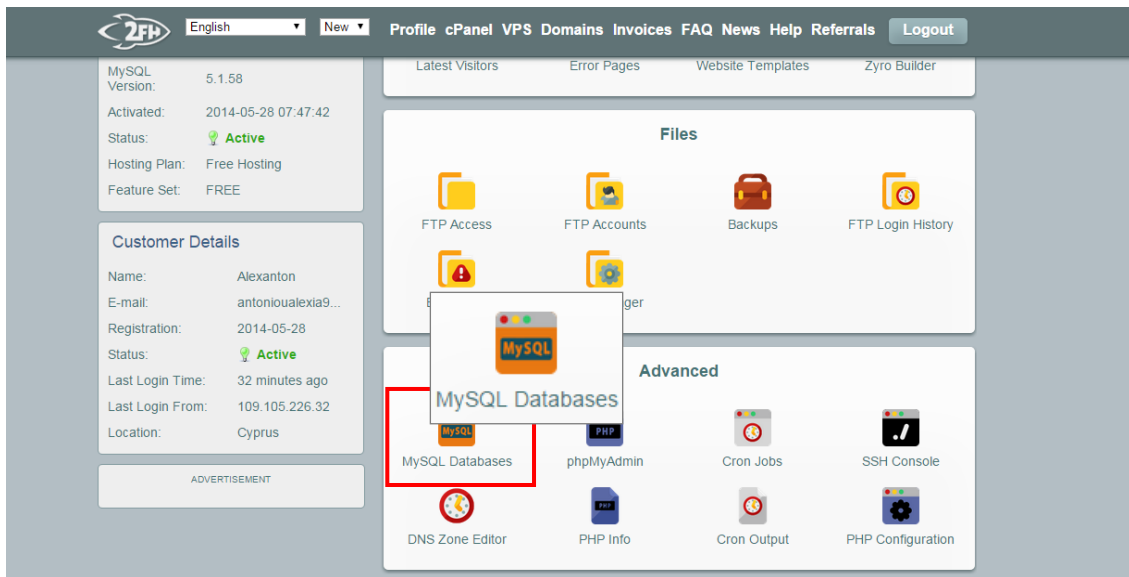 2FH English New Profile cPanel VPS Domains Invoices FAQ News Help Referrals Logout
MySQL Version: 5.1.58
Activated: 2014-05-28 07:47:42
Status: Active
Hosting Plan: Free Hosting
Feature Set: FREE
Customer Details
Name: Alexanton
E-mail: antonioualexia9...
Registration: 2014-05-28
Status: Active
Last Login Time: 32 minutes ago
Last Login From: 109.105.226.32
Location: Cyprus
ADVERTISEMENT
Latest Visitors Error Pages Website Templates Zyro Builder
Files
FTP Access FTP Accounts Backups FTP Login History
MySQL
MySQL Databases
Advanced
MySQL PHP
MySQL Databases phpMyAdmin Cron Jobs SSH Console
PHP
DNS Zone Editor PHP Info Cron Output PHP Configuration